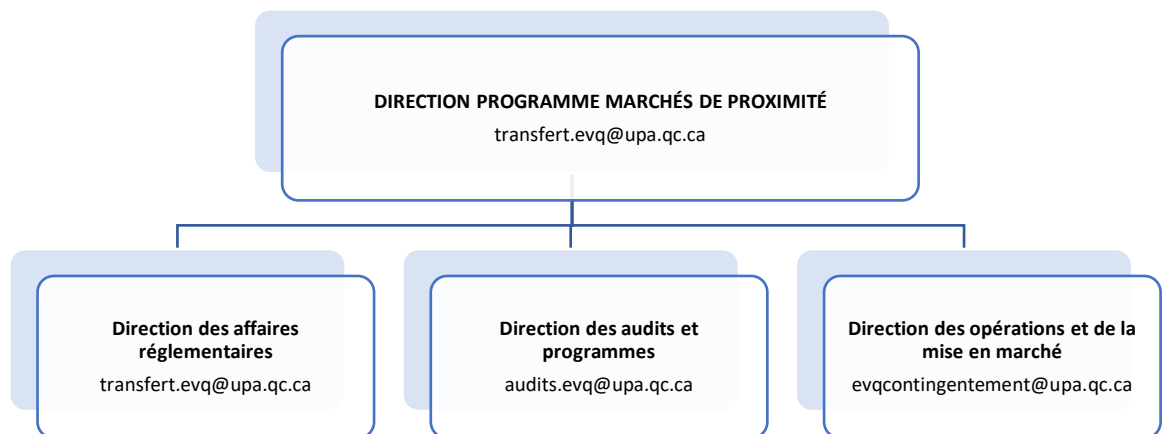 DIRECTION PROGRAMME MARCHÉS DE PROXIMITÉ
transfert.evq@upa.qc.ca
Direction des affaires
réglementaires
transfert.evq@upa.qc.ca
Direction des audits et
programmes
audits.evq@upa.qc.ca
Direction des opérations et de la
mise en marché
evqcontingentement@upa.qc.ca